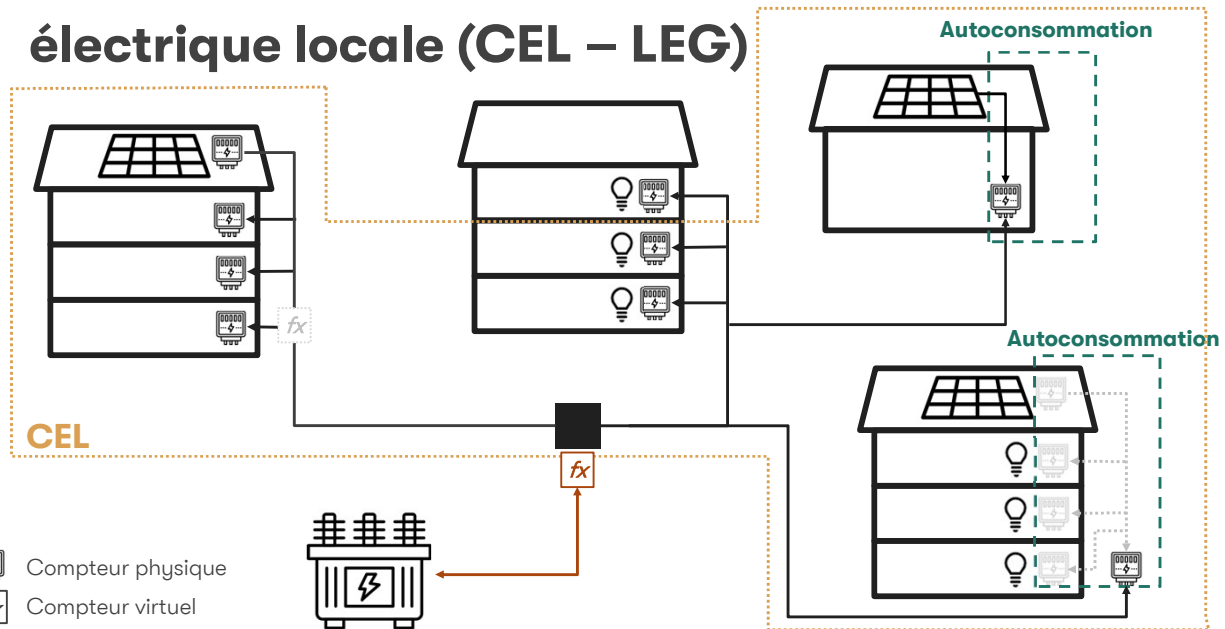 électrique locale (CEL – LEG)
Autoconsommation
fx
Autoconsommation
CEL
fx
Compteur physique
Compteur virtuel